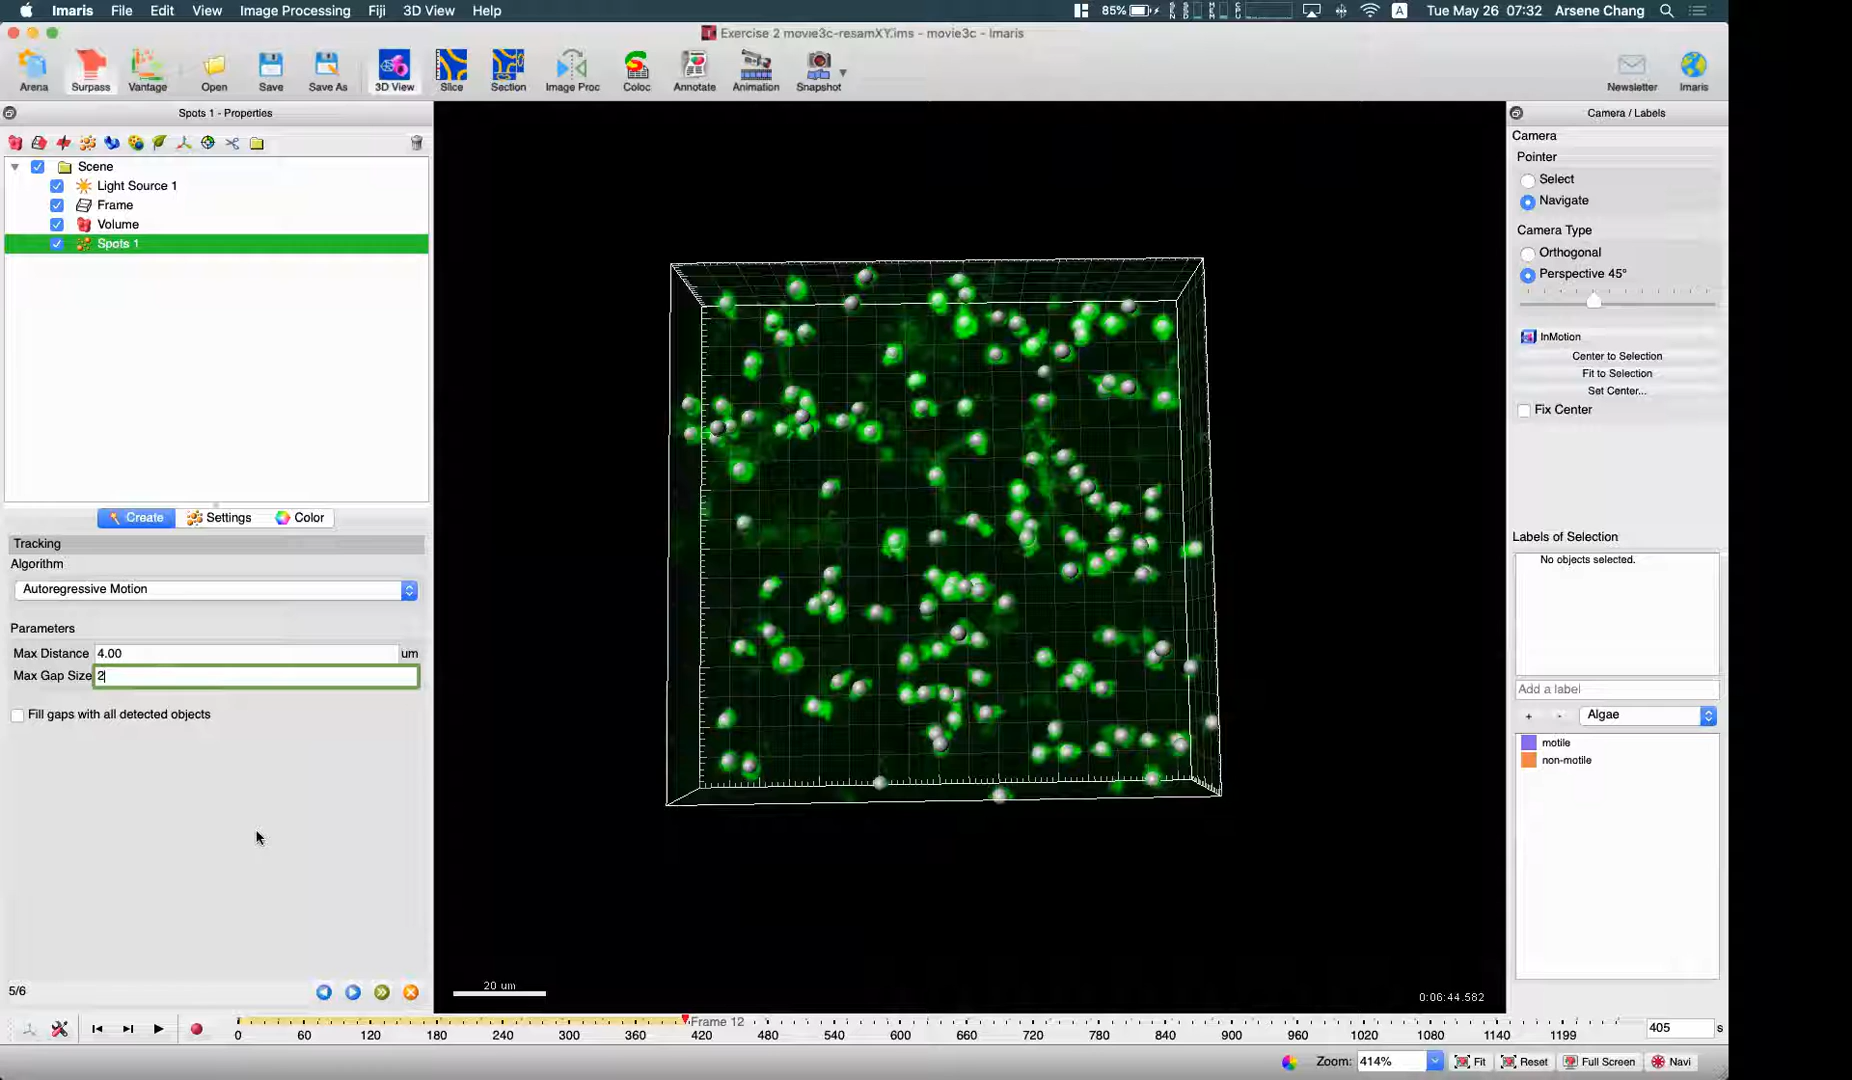 Imaris File Edit View Image Processing Fiji 3D View Help
85% A Tue May 26 07:32 Arsene Chang
Exercise 2 movie3c-resamXY.ims - movie3c - Imaris
Arena Surpass Vantage Open Save Save As 3D View Slice Section Image Proc Coloc Annotate Animation Snapshot Newsletter Imaris
Spots 1 - Properties
Scene
Light Source 1
Frame
Volume
Spots 1
Create Settings Color
Tracking
Algorithm
Autoregressive Motion
Parameters
Max Distance 4.00 um
Max Gap Size 2
Fill gaps with all detected objects
5/6
20 um
0:06:44.582
Camera / Labels
Camera
Pointer
Select
Navigate
Camera Type
Orthogonal
Perspective 45°
InMotion
Center to Selection
Fit to Selection
Set Center...
Fix Center
Labels of Selection
No objects selected.
Add a label
+ - Algae
motile
non-motile
Frame 12
0 60 120 180 240 300 360 420 480 540 600 660 720 780 840 900 960 1020 1080 1140 1199
405 s
Zoom: 414% Fit Reset Full Screen Navi